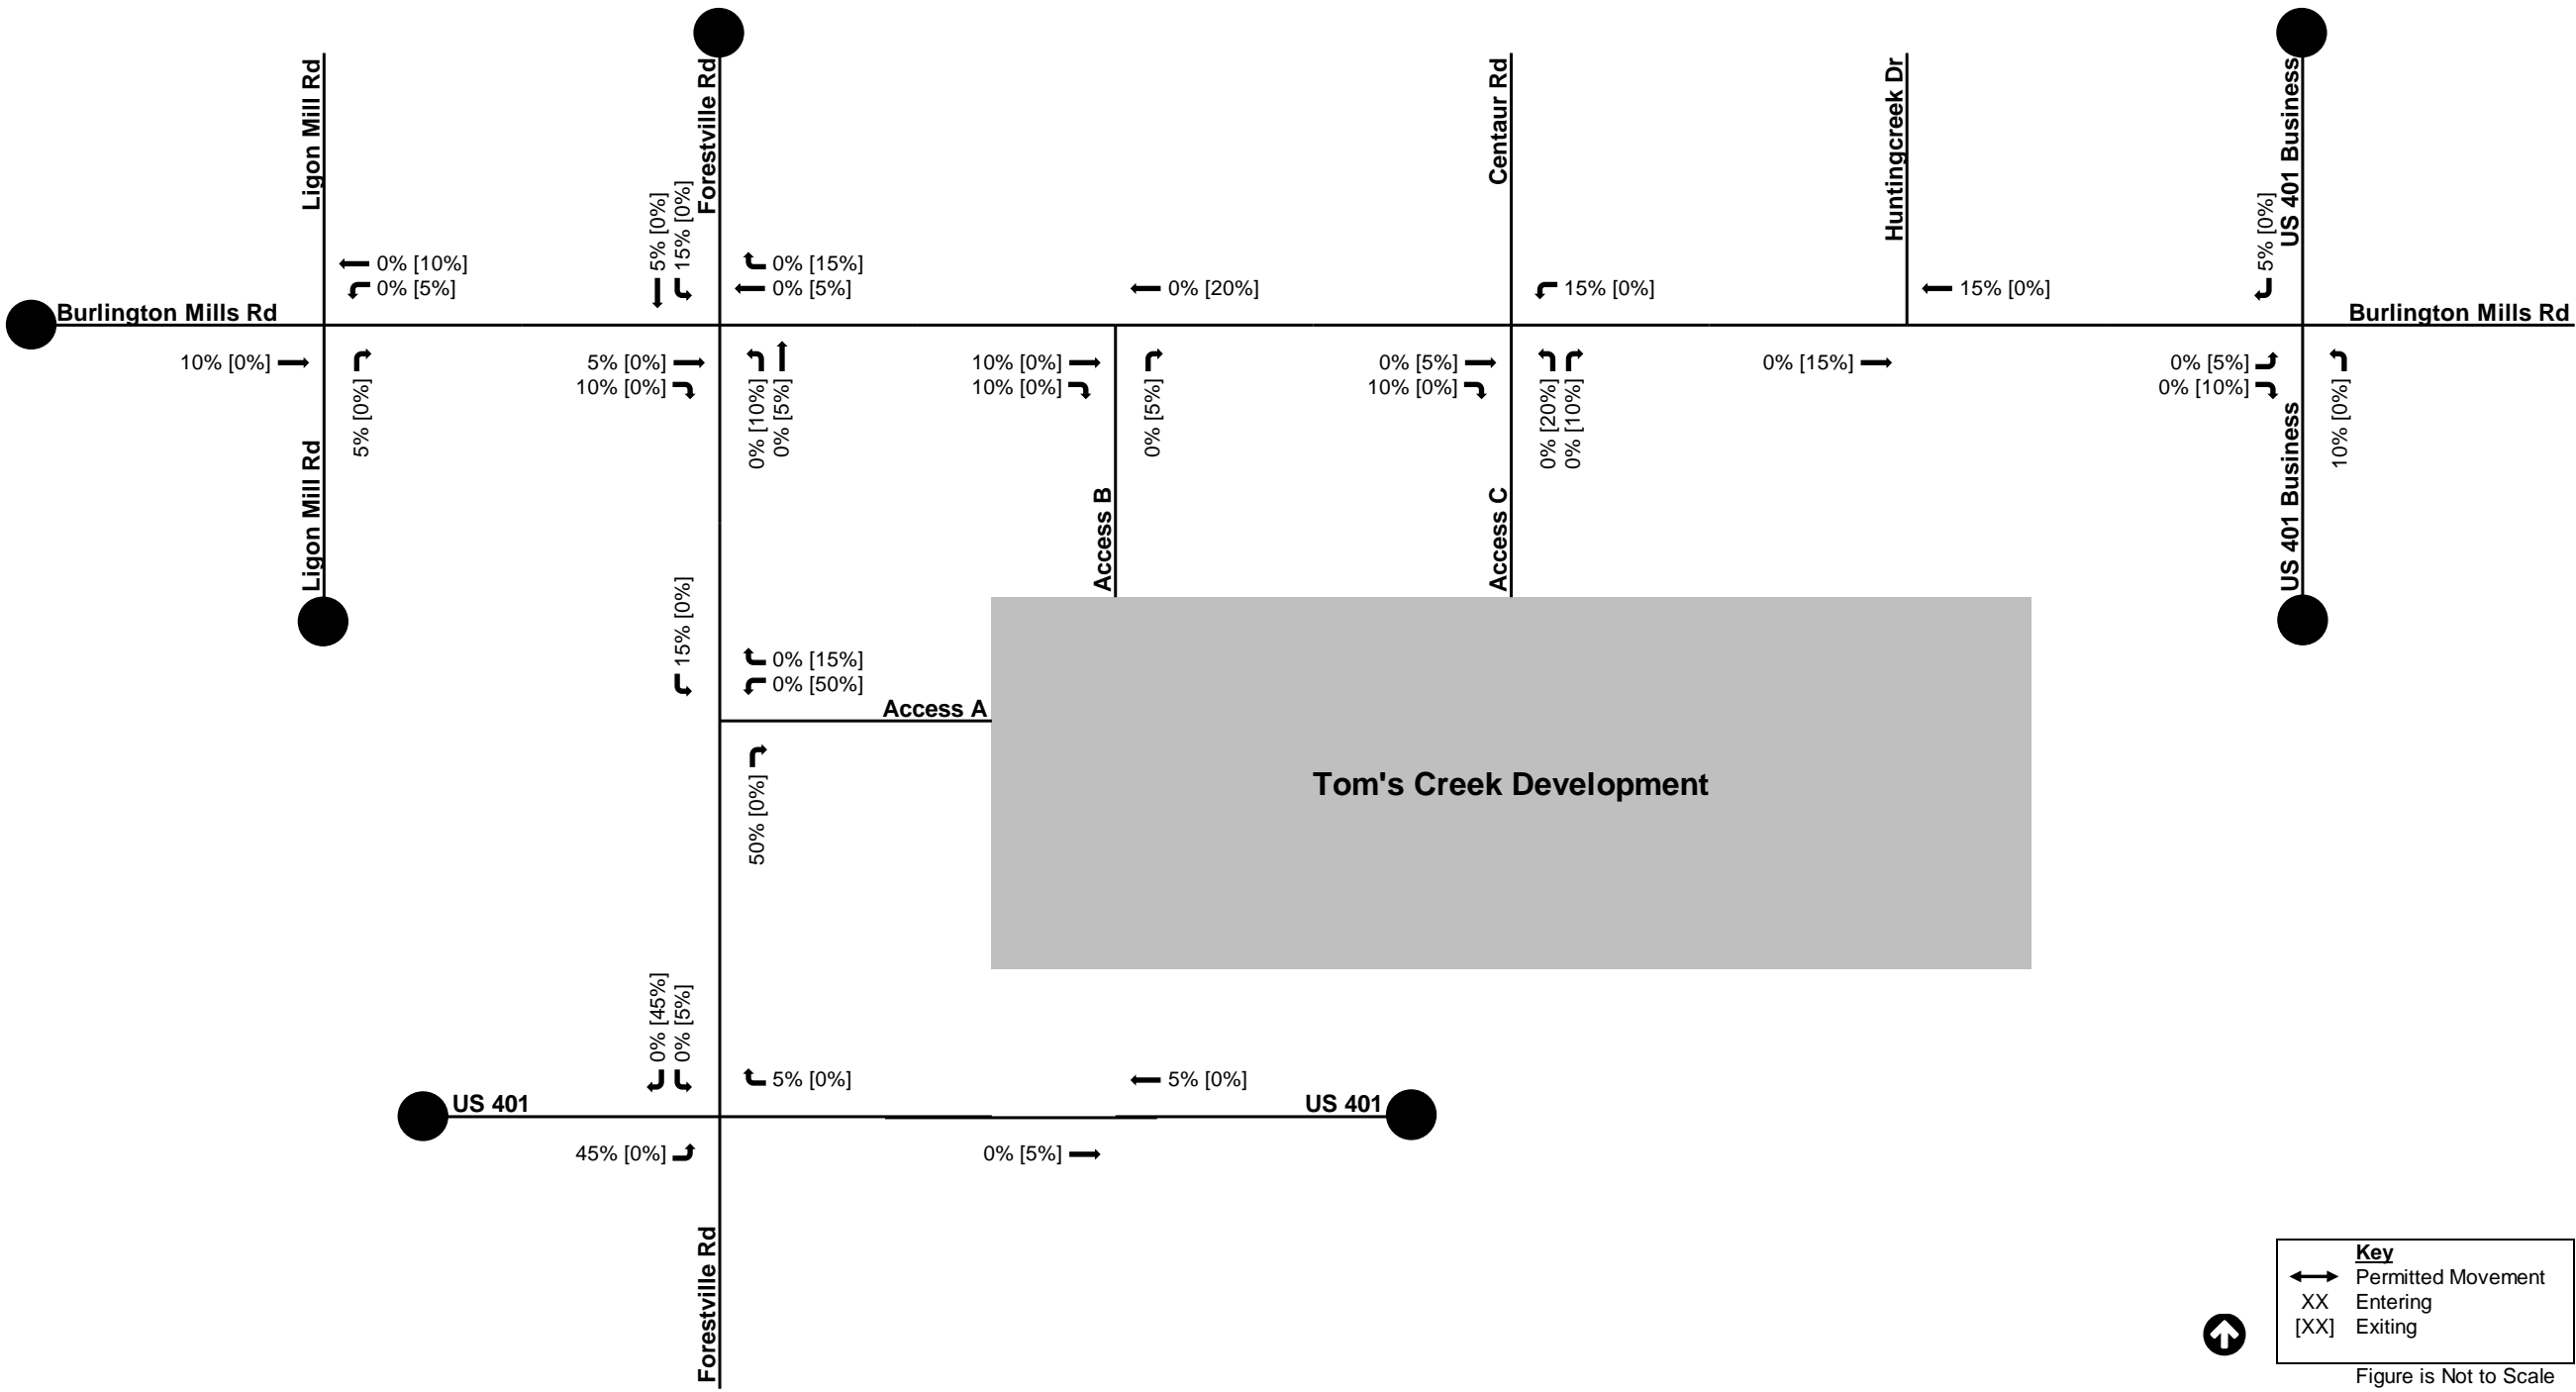 Ligon Mill Rd
Forestville Rd
Centaur Rd
Huntingcreek Dr
US 401 Business
5% [0%]
15% [0%]
5% [0%]
0% [10%]
0% [5%]
0% [15%]
0% [5%]
0% [20%]
15% [0%]
15% [0%]
Burlington Mills Rd
Burlington Mills Rd
10% [0%]
5% [0%]
5% [0%]
10% [0%]
0% [10%]
0% [5%]
10% [0%]
10% [0%]
0% [5%]
0% [5%]
10% [0%]
0% [20%]
0% [10%]
0% [15%]
0% [5%]
0% [10%]
10% [0%]
Ligon Mill Rd
Access B
Access C
US 401 Business
15% [0%]
0% [15%]
0% [50%]
Access A
50% [0%]
Tom's Creek Development
0% [45%]
0% [5%]
5% [0%]
5% [0%]
US 401
US 401
45% [0%]
0% [5%]
Forestville Rd
Key
Permitted Movement
XX Entering
[XX] Exiting
Figure is Not to Scale